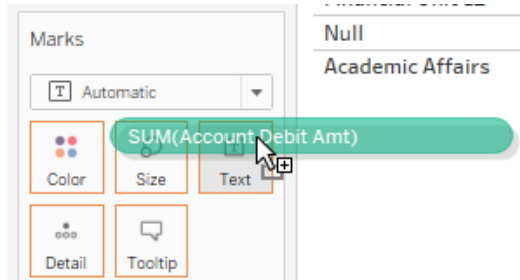 Marks
Automatic
SUM(Account Debit Amt)
Color Size Text
Detail Tooltip
Null
Academic Affairs